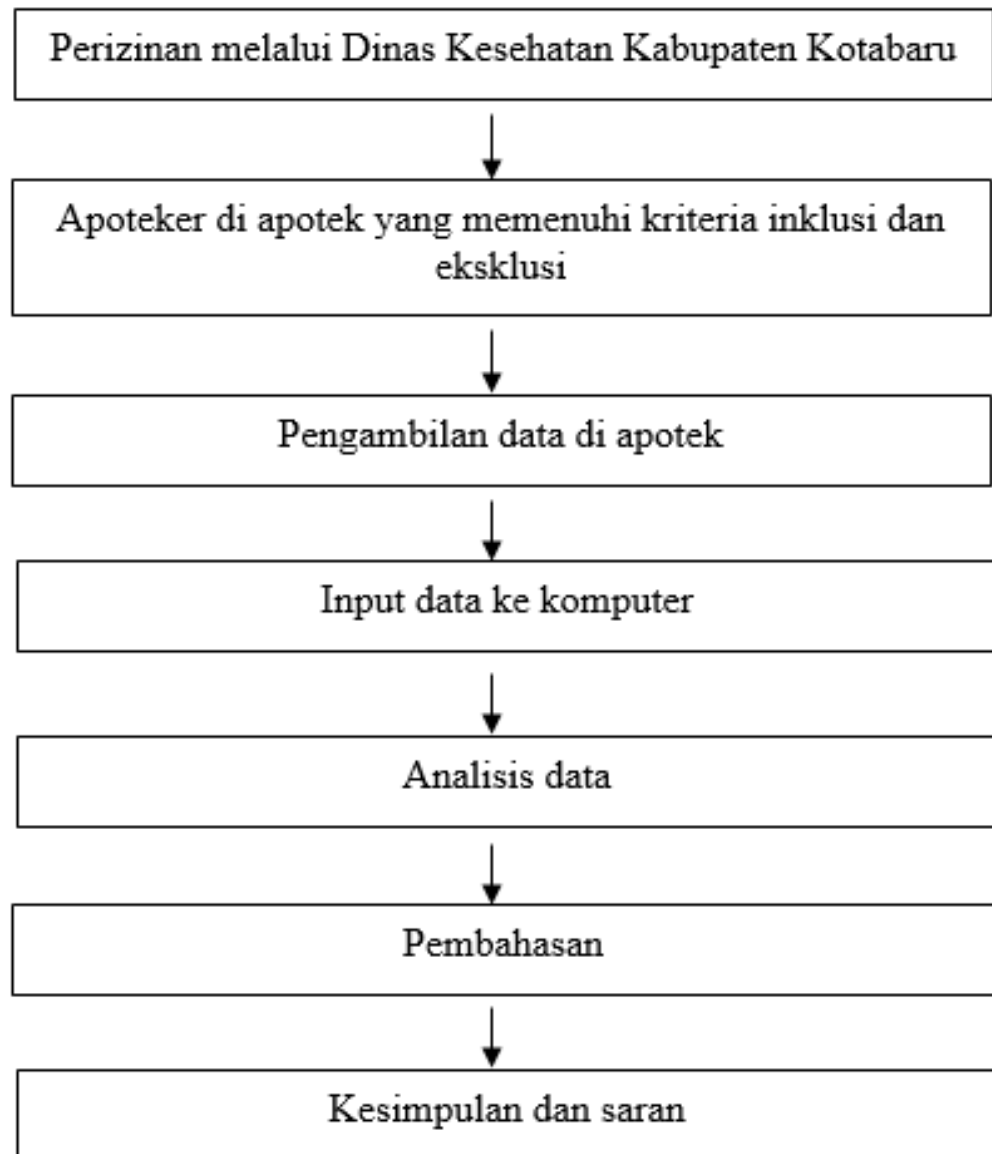 Perizinan melalui Dinas Kesehatan Kabupaten Kotabaru
Apoteker di apotek yang memenuhi kriteria inklusi dan
eksklusi
Pengambilan data di apotek
Input data ke komputer
Analisis data
Pembahasan
Kesimpulan dan saran